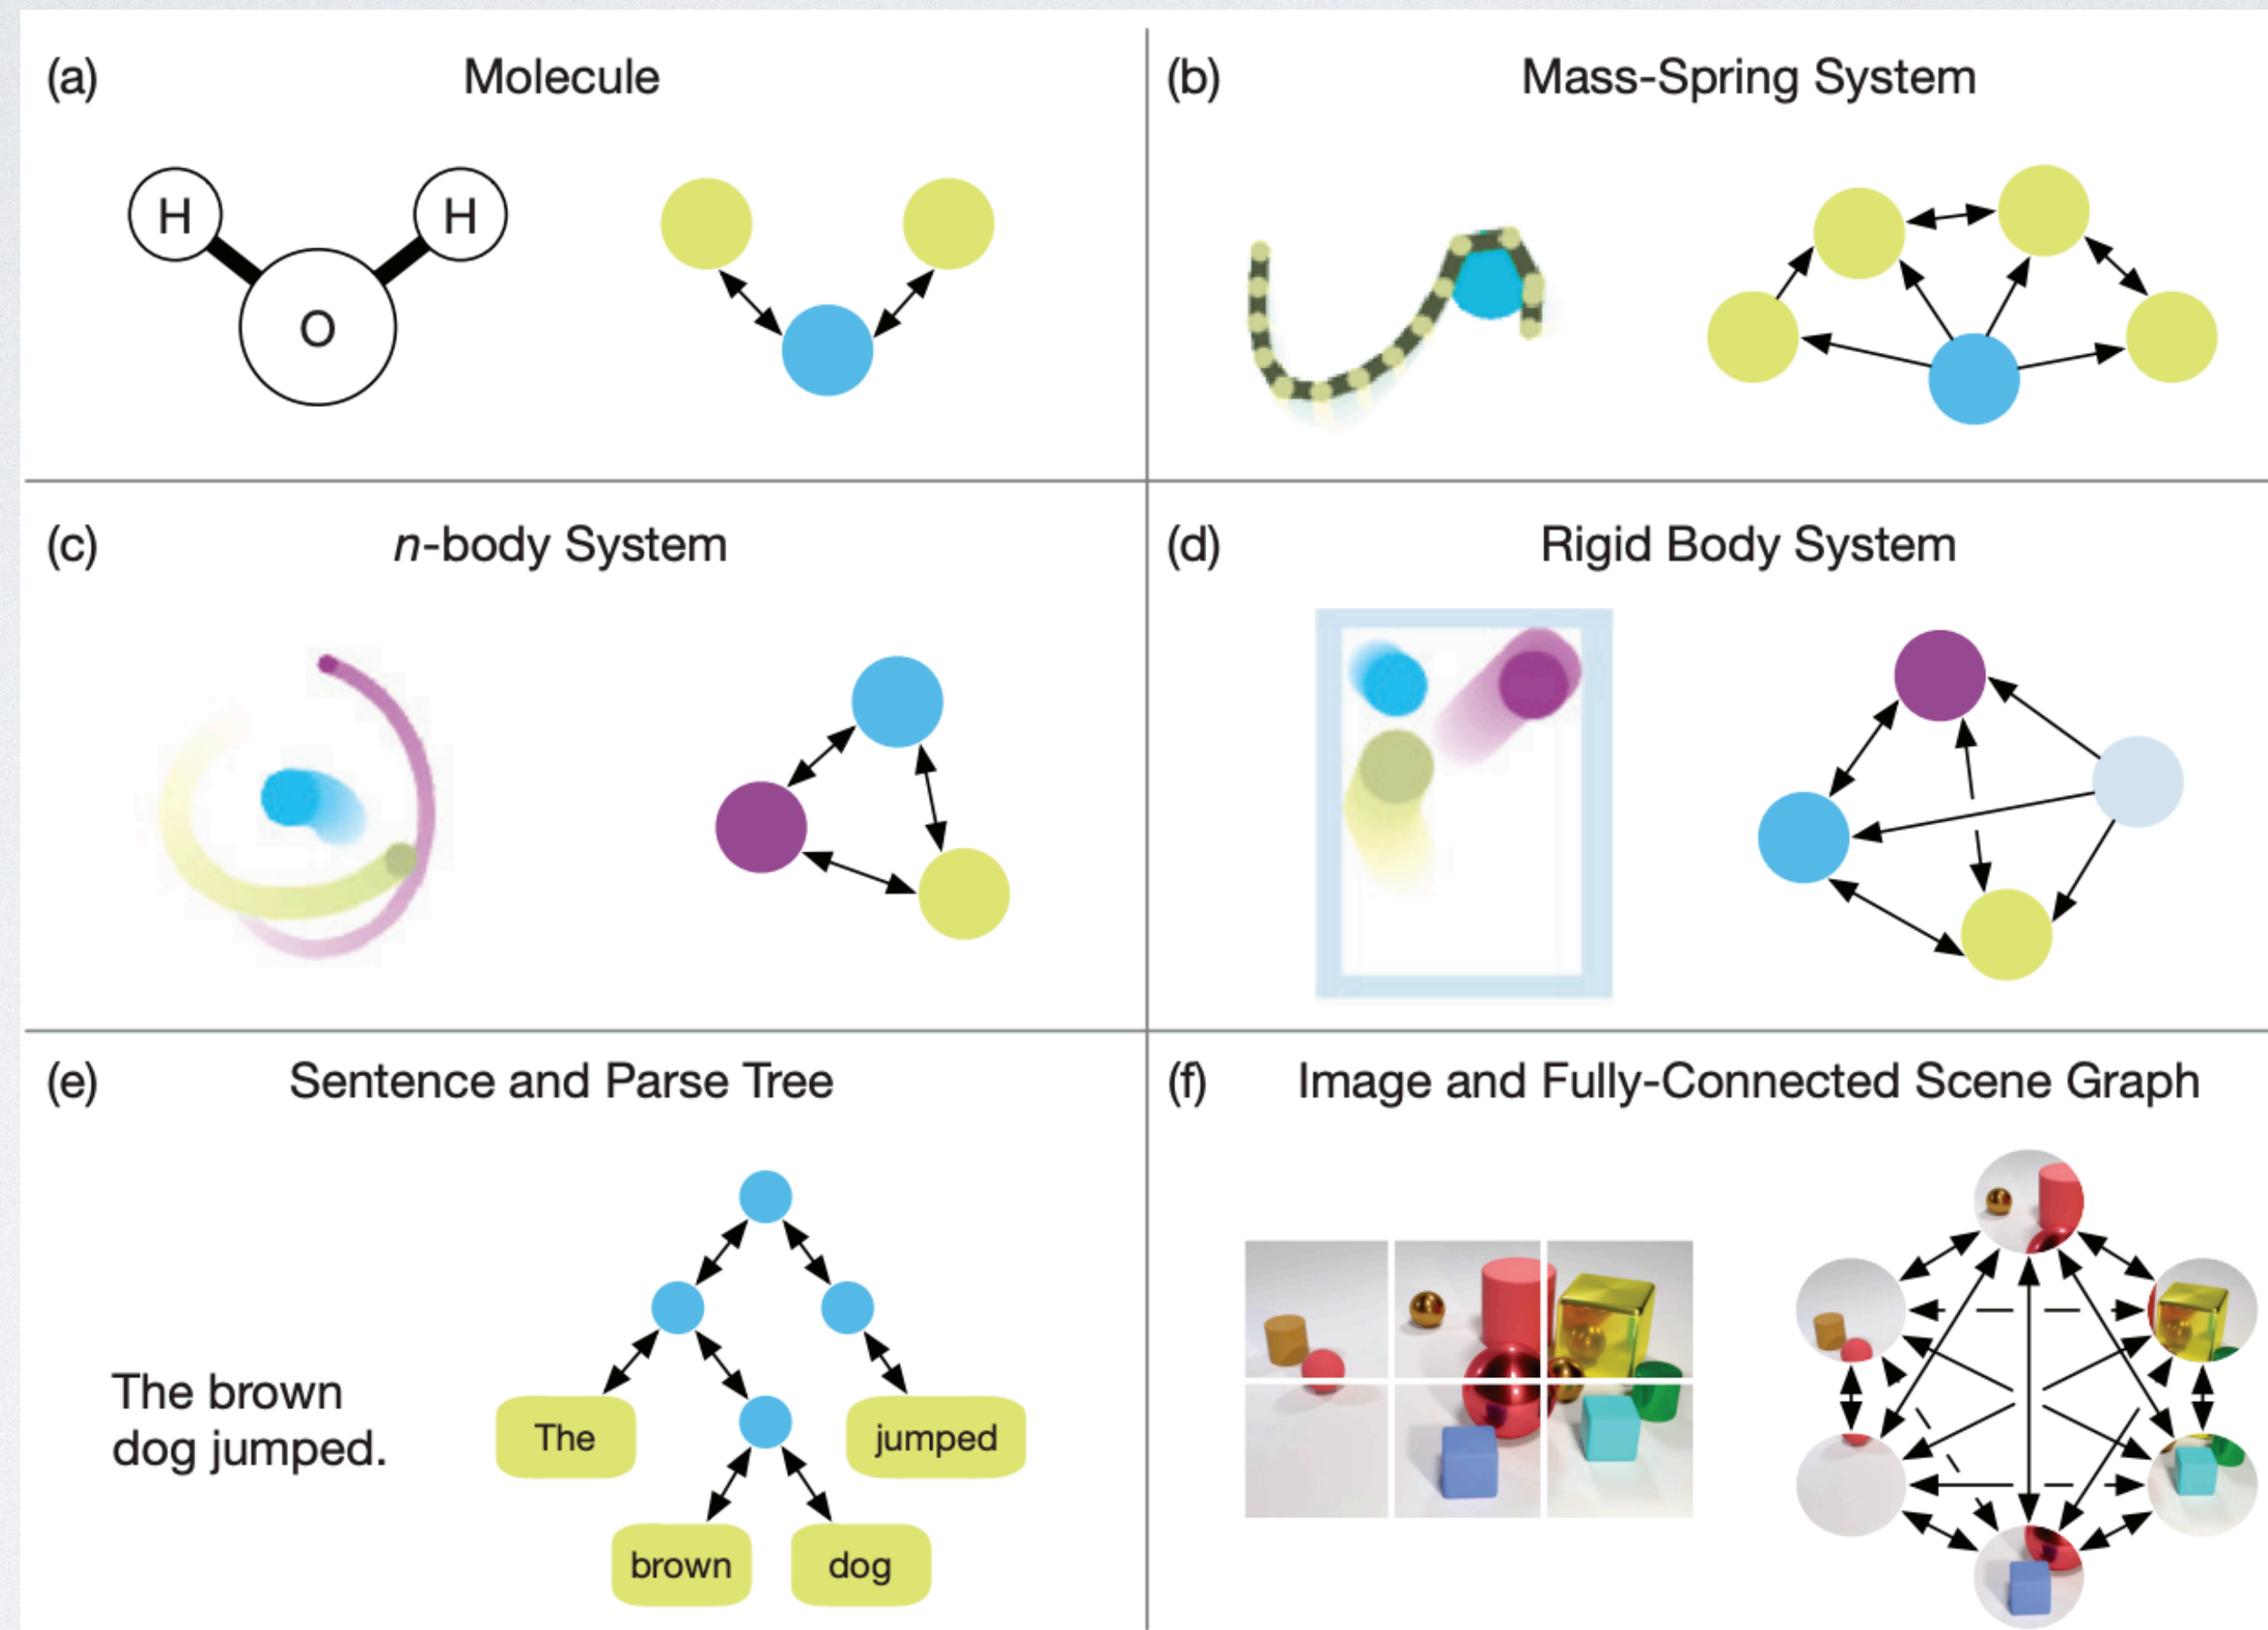 (a) Molecule
H H
O
(b) Mass-Spring System
(c) n-body System
(d) Rigid Body System
(e) Sentence and Parse Tree
The brown
dog jumped.
The jumped
brown dog
(f) Image and Fully-Connected Scene Graph